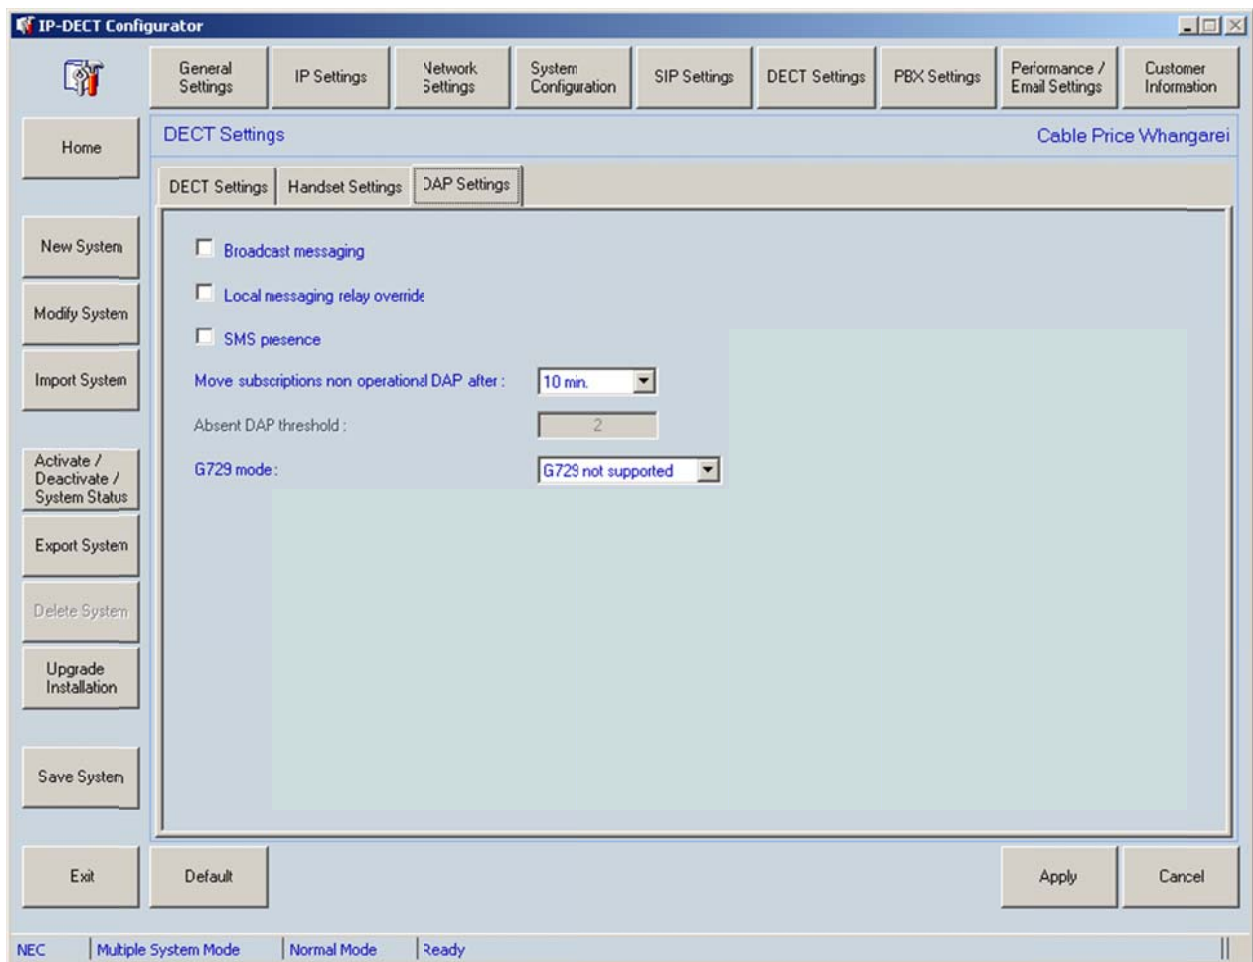 IP-DECT Configurator
General Settings
IP Settings
Network Settings
System Configuration
SIP Settings
DECT Settings
PBX Settings
Performance / Email Settings
Customer Information
Home
DECT Settings
Cable Price Whangarei
DECT Settings
Handset Settings
DAP Settings
New System
Modify System
Import System
Activate /
Deactivate /
System Status
Export System
Delete System
Upgrade
Installation
Save System
Exit
Broadcast messaging
Local messaging relay override
SMS presence
Move subscriptions non operational DAP after : 10 min.
Absent DAP threshold : 2
G729 mode : G729 not supported
Default
Apply
Cancel
NEC
Multiple System Mode
Normal Mode
Ready